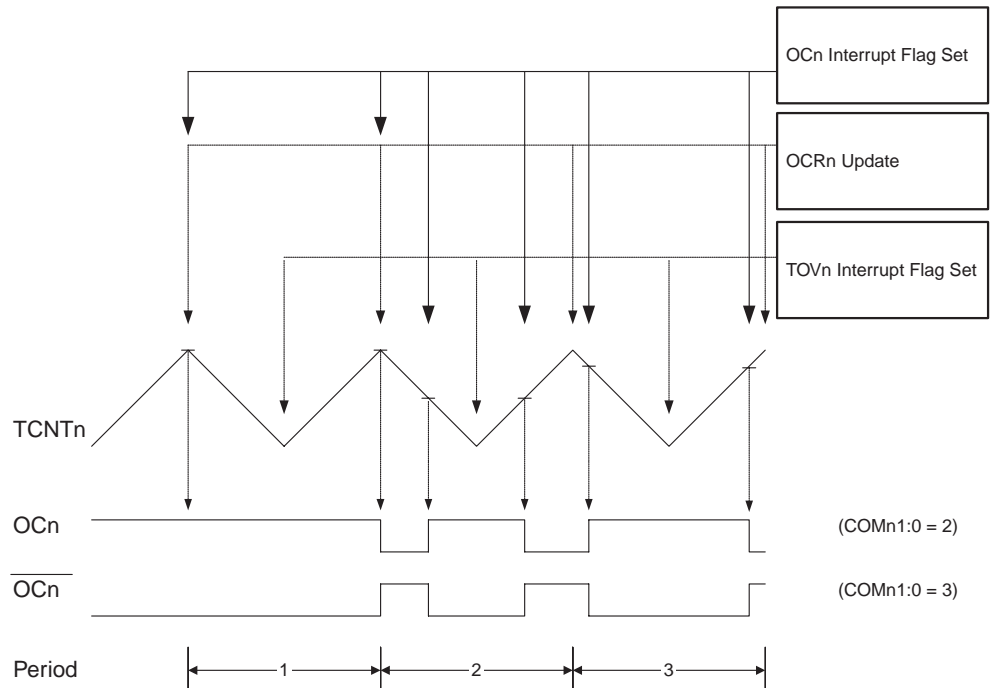 OCn Interrupt Flag Set
OCRn Update
TOVn Interrupt Flag Set
TCNTn
OCn (COMn1:0 = 2)
OCn (COMn1:0 = 3)
Period 1 2 3